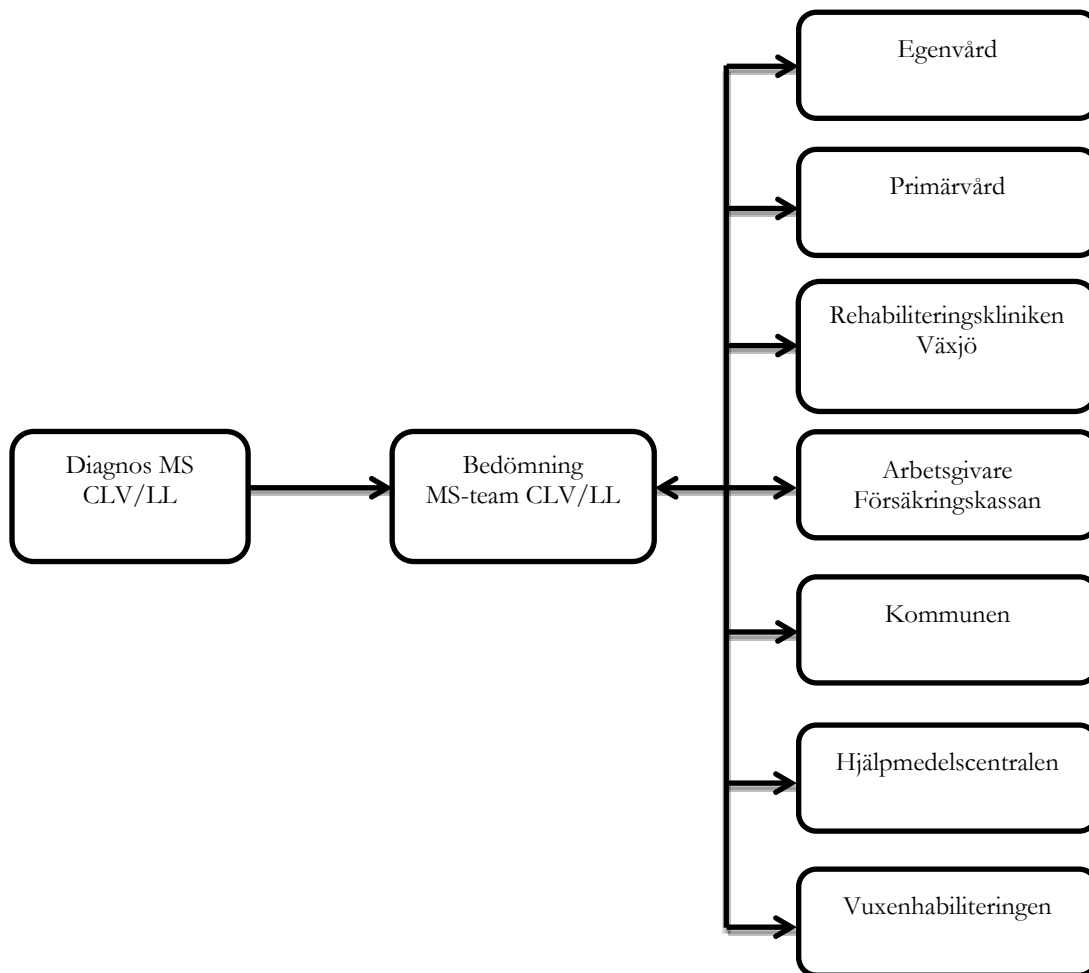 Diagnos MS
CLV/LL
Bedömning
MS-team CLV/LL
Egenvård
Primärvård
Rehabiliteringskliniken
Växjö
Arbetsgivare
Försäkringskassan
Kommunen
Hjälpmedelscentralen
Vuxenhabiliteringen